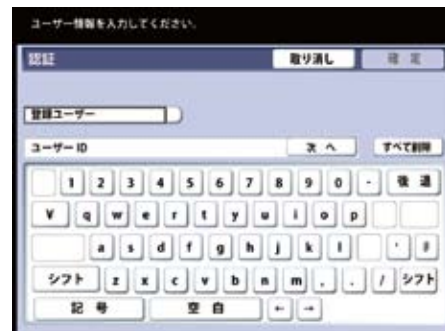 ユーザー情報を入力してください.
認証 取り消し 確定
登録ユーザー
ユーザーID 次へ すべて削除
1 2 3 4 5 6 7 8 9 0 - 後退
¥ q w e r t y u i o p
a s d f g h j k l '
シフト z x c v b n m , . / シフト
記号 空白 ← →